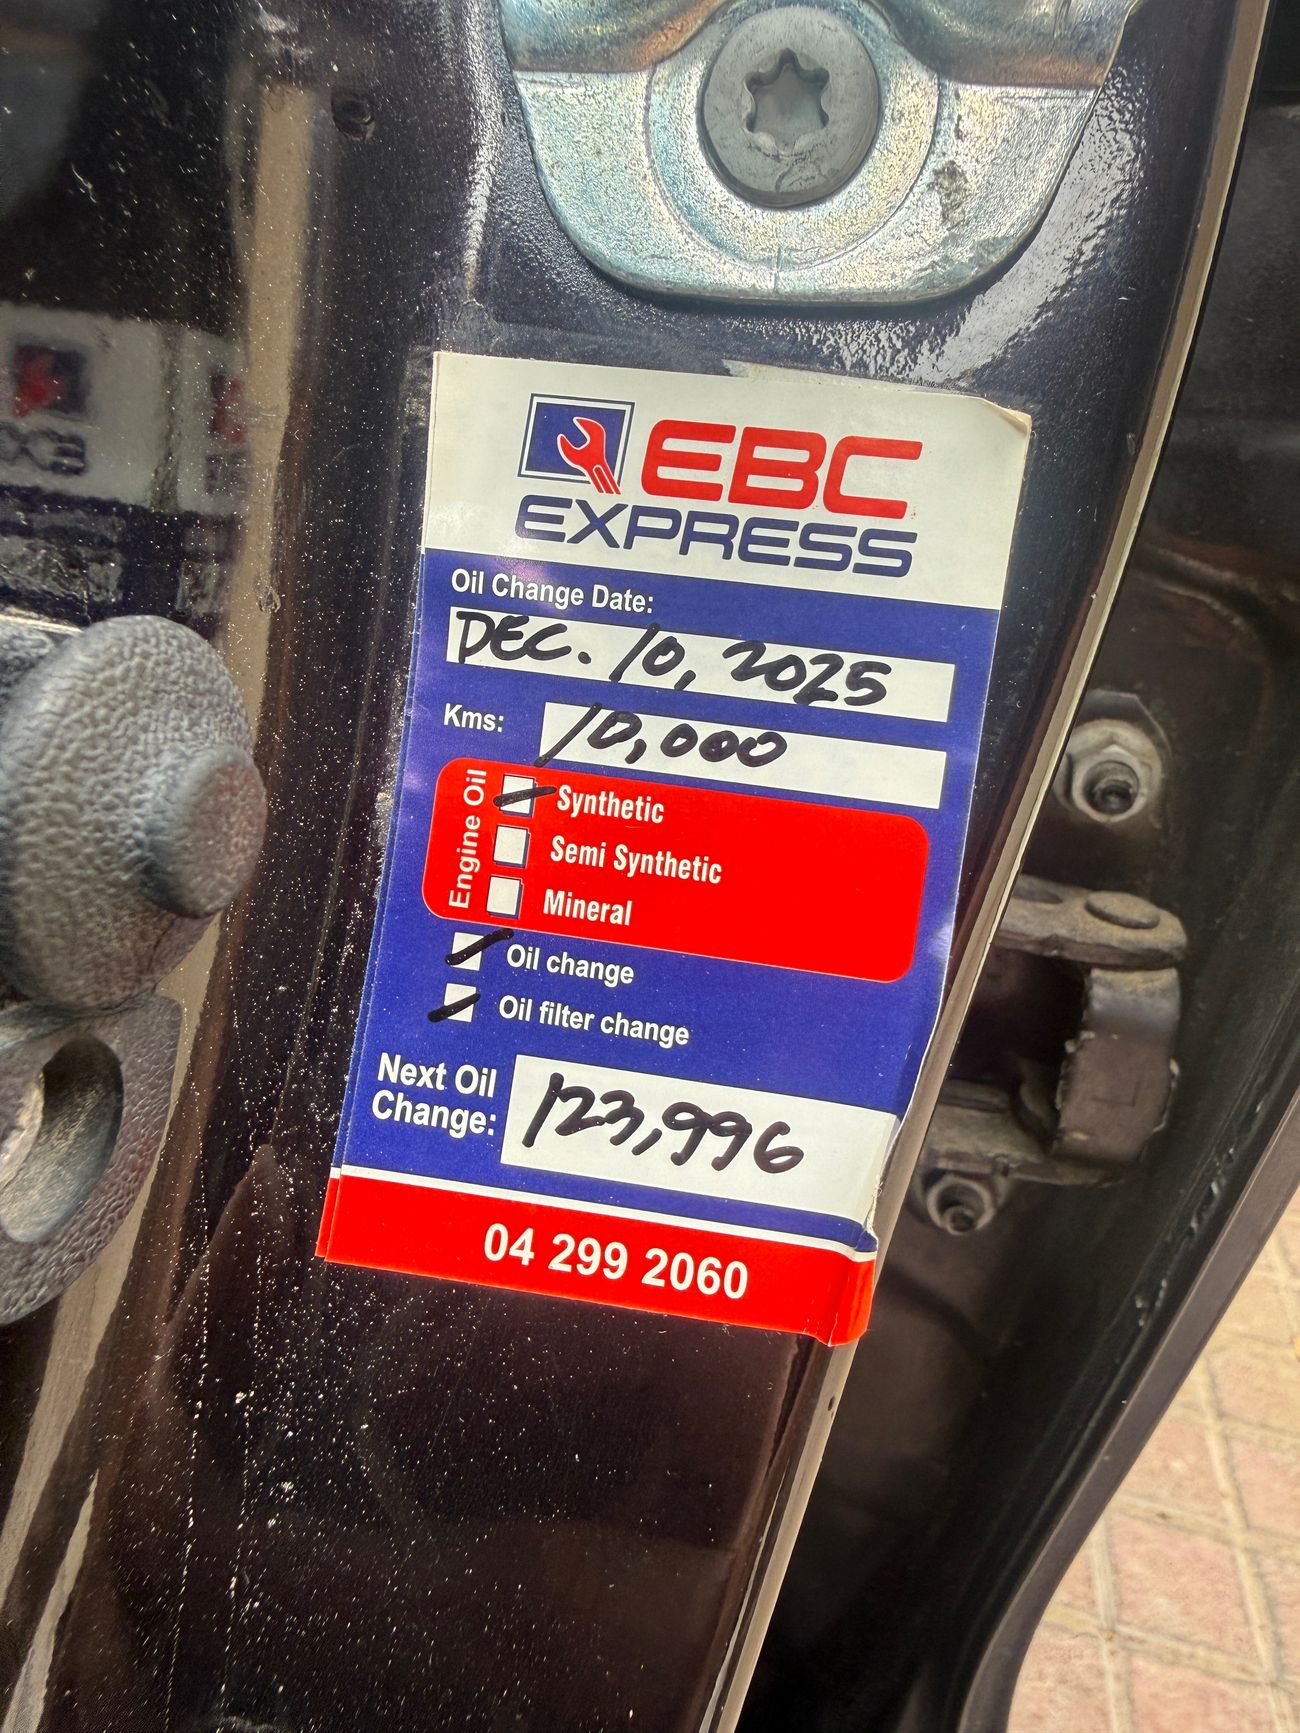 EBC
EXPRESS
Oil Change Date:
DEC. 10, 2025
Kms: 10,000
Engine Oil
Synthetic
Semi Synthetic
Mineral
Oil change
Oil filter change
Next Oil
Change: 123,996
04 299 2060